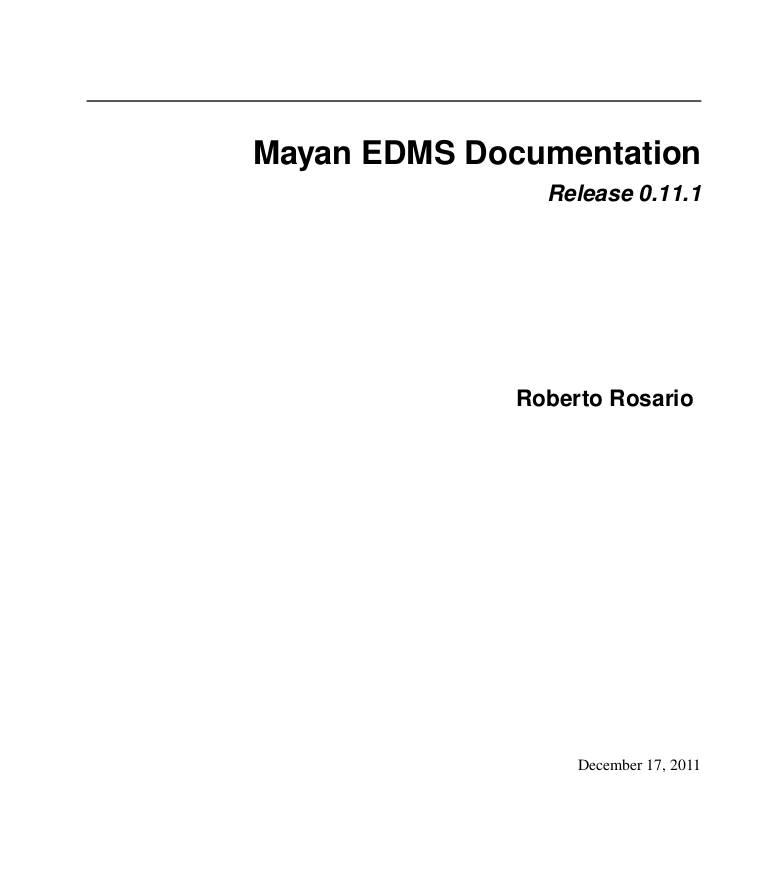 Mayan EDMS Documentation
Release 0.11.1
Roberto Rosario
December 17, 2011